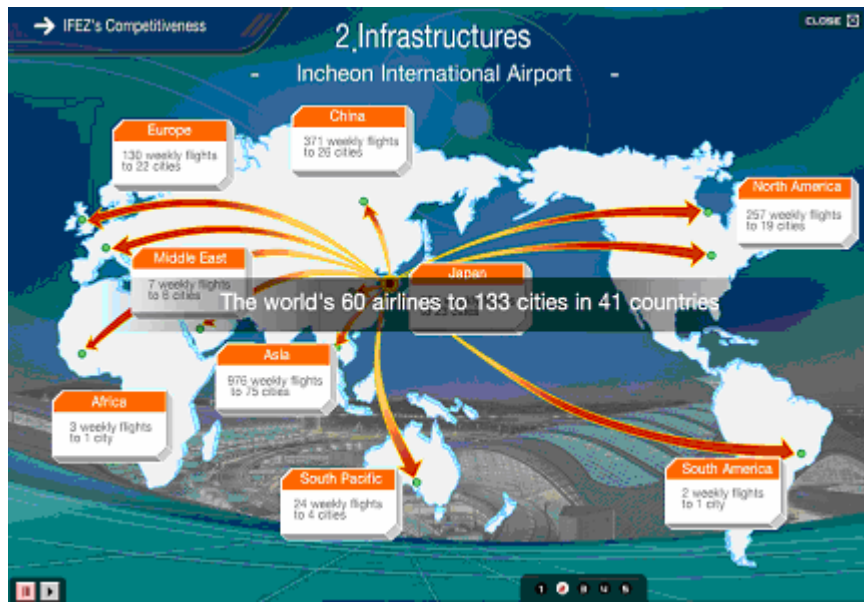 IFEZ's Competitiveness
CLOSE
2.Infrastructures
- Incheon International Airport -
China
371 weekly flights
to 26 cities
Europe
130 weekly flights
to 22 cities
North America
257 weekly flights
to 19 cities
Middle East
7 weekly flights
to 6 cities
Japan
The world's 60 airlines to 133 cities in 41 countries
Asia
976 weekly flights
to 75 cities
Africa
3 weekly flights
to 1 city
South Pacific
24 weekly flights
to 4 cities
South America
2 weekly flights
to 1 city
1 2 3 4 5